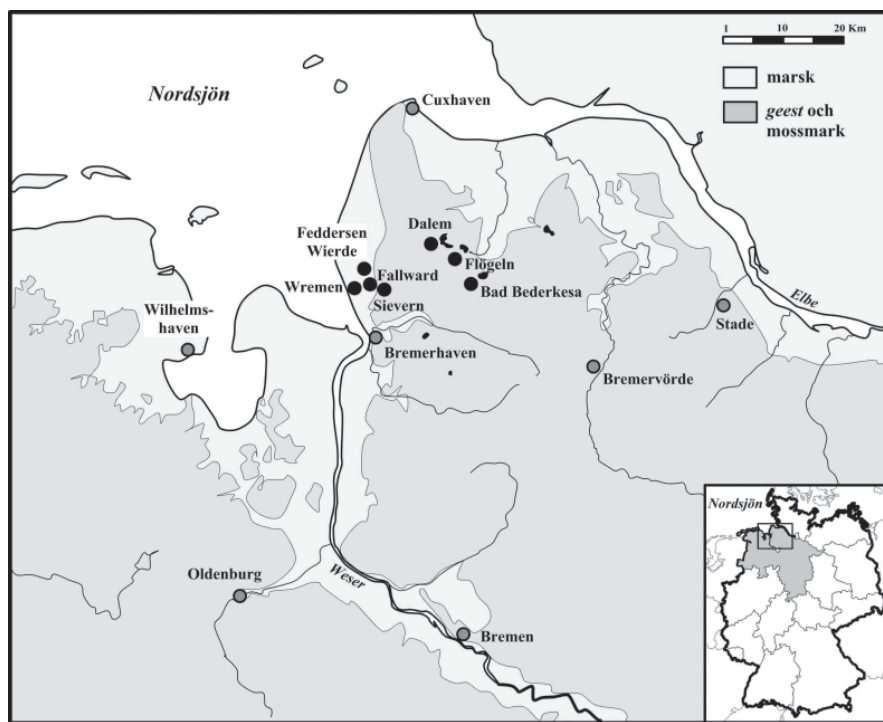 1 10 20 Km
marsk
geest och
mossmark
Nordsjön
Cuxhaven
Dalem
Feddersen
Wierde
Flögeln
Fallward
Wremen
Bad Bederkesa
Sievern
Wilhelms-
haven
Elbe
Stade
Bremerhaven
Bremervörde
Nordsjön
Oldenburg
Weser
Bremen